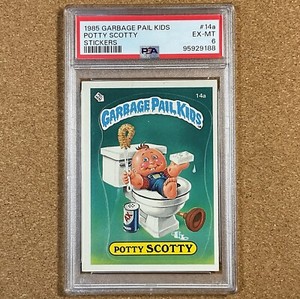 1985 GARBAGE PAIL KIDS #14a
POTTY SCOTTY EX-MT
STICKERS PSA 6
95929188
14a
GARBAGE PAIL KIDS
POTTY SCOTTY